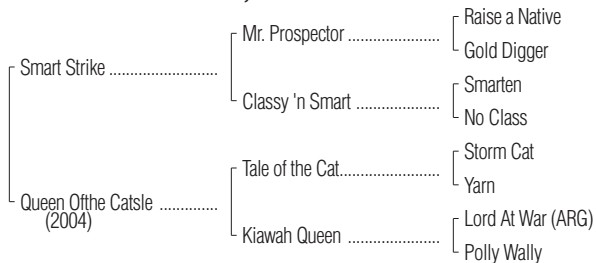 Raise a Native
Mr. Prospector ...................
Gold Digger
Smart Strike ........................
Smarten
Classy 'n Smart .................
No Class
Storm Cat
Tale of the Cat....................
Yarn
Queen Ofthe Catsle .............
(2004)
Lord At War (ARG)
Kiawah Queen ...................
Polly Wally